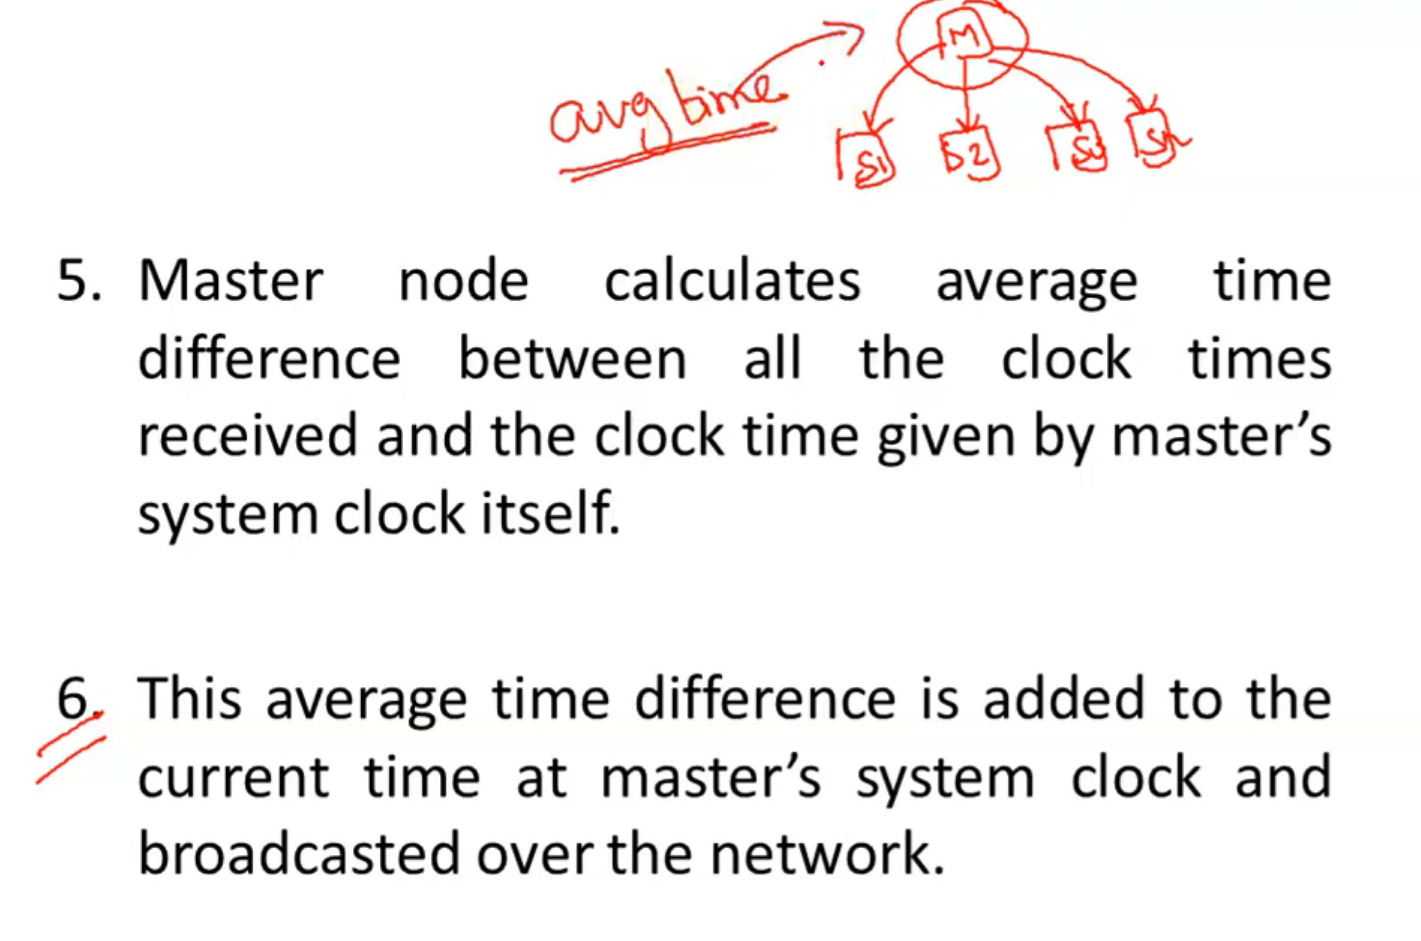 M
avg time
S1 S2 S3 Sn
5. Master node calculates average time
difference between all the clock times
received and the clock time given by master’s
system clock itself.
6. This average time difference is added to the
current time at master’s system clock and
broadcasted over the network.